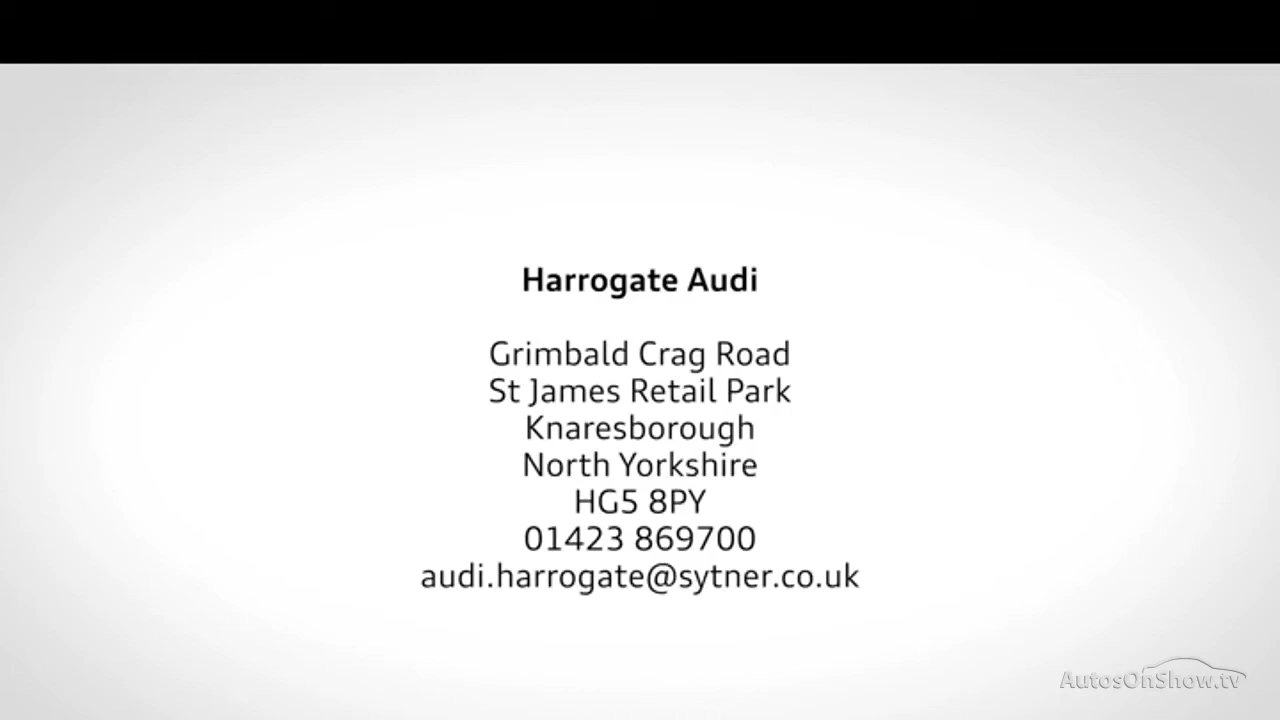 Harrogate Audi
Grimbald Crag Road
St James Retail Park
Knaresborough
North Yorkshire
HG5 8PY
01423 869700
audi.harrogate@sytner.co.uk
AutosOnShow.tv